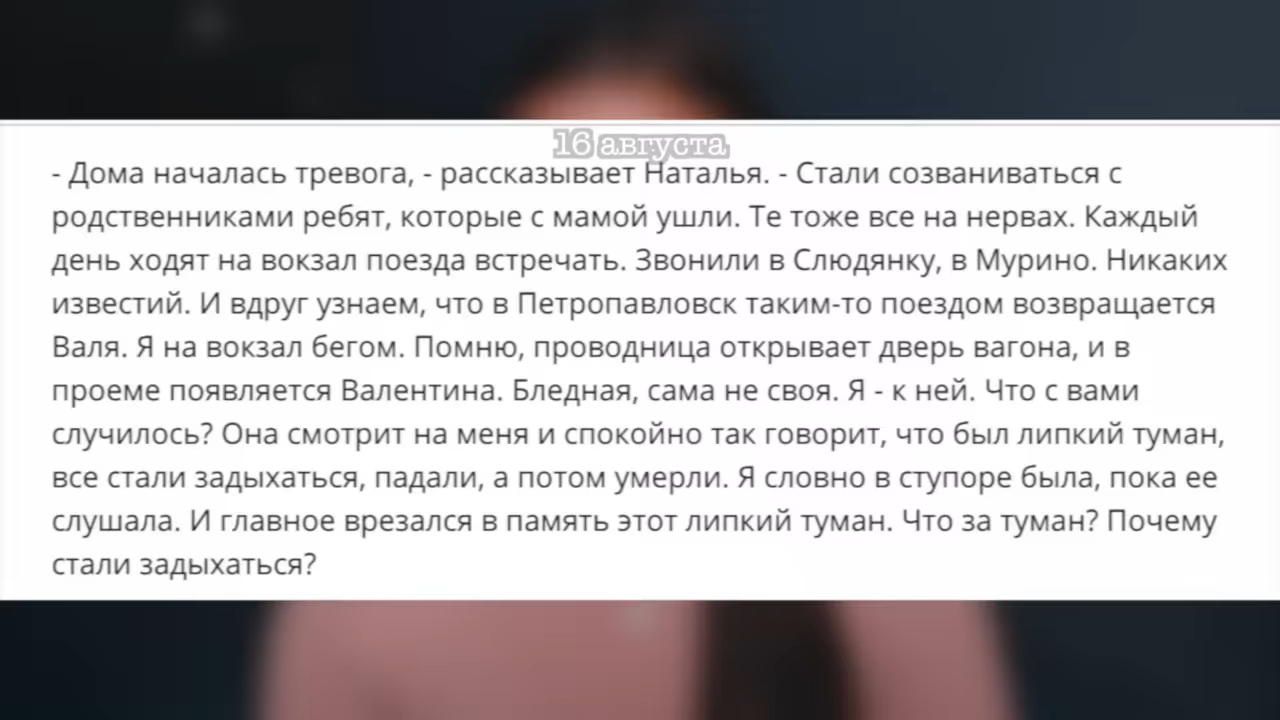 16 августа
- Дома началась тревога, - рассказывает Наталья. - Стали созваниваться с
родственниками ребят, которые с мамой ушли. Те тоже все на нервах. Каждый
день ходят на вокзал поезда встречать. Звонили в Слюдянку, в Мурино. Никаких
известий. И вдруг узнаем, что в Петропавловск таким-то поездом возвращается
Валя. Я на вокзал бегом. Помню, проводница открывает дверь вагона, и в
проеме появляется Валентина. Бледная, сама не своя. Я - к ней. Что с вами
случилось? Она смотрит на меня и спокойно так говорит, что был липкий туман,
все стали задыхаться, падали, а потом умерли. Я словно в ступоре была, пока ее
слушала. И главное врезался в память этот липкий туман. Что за туман? Почему
стали задыхаться?